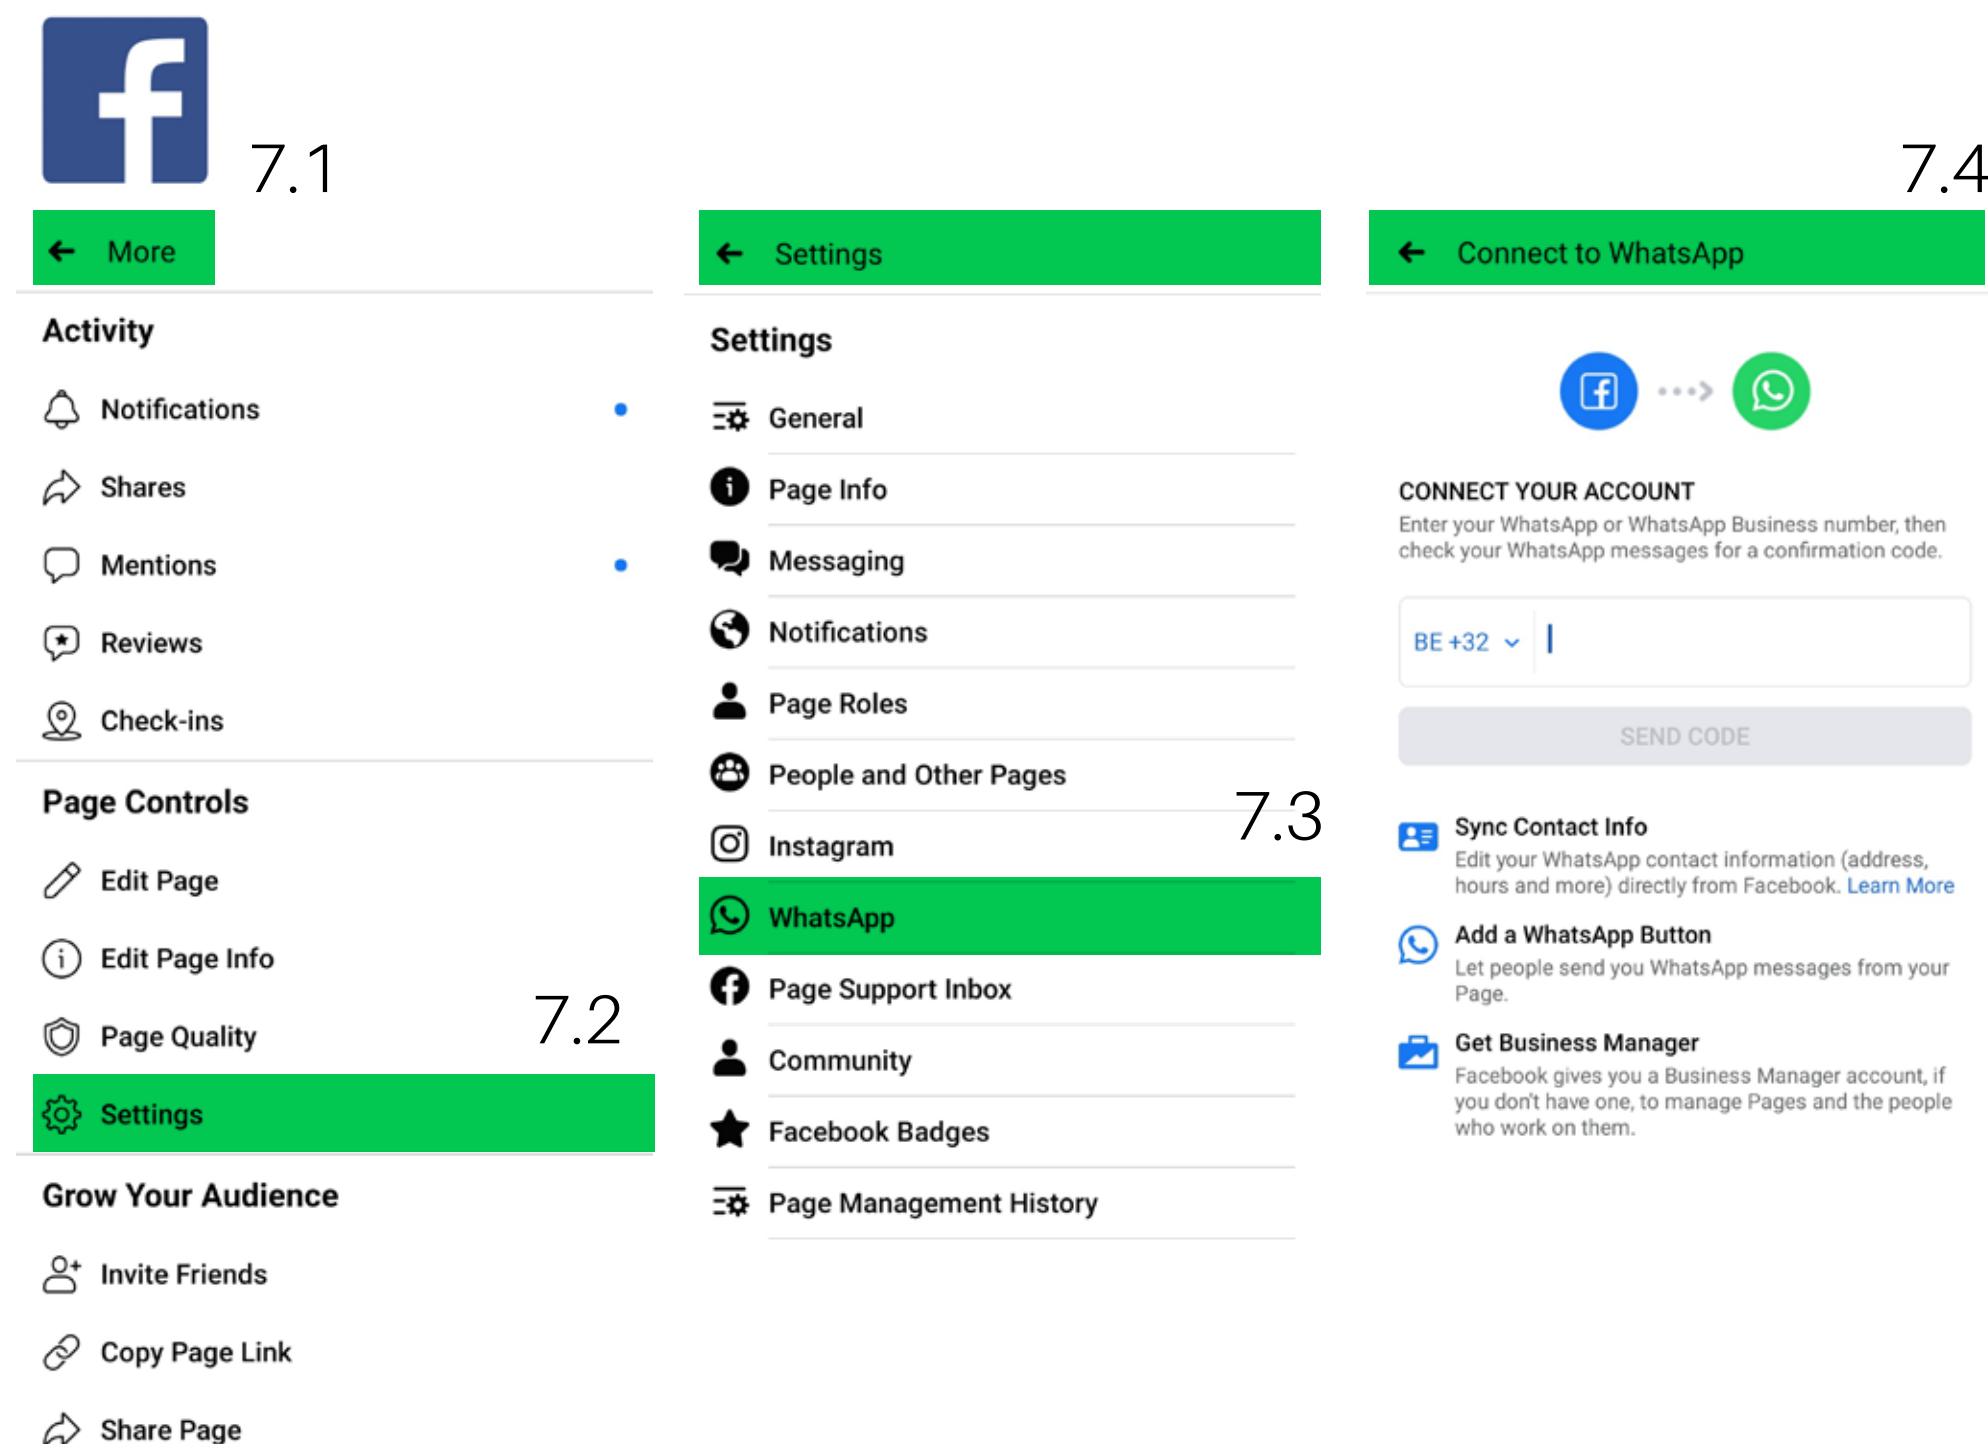 7.1
More
Activity
Notifications
Shares
Mentions
Reviews
Check-ins
Page Controls
Edit Page
Edit Page Info
Page Quality
7.2
Settings
Grow Your Audience
Invite Friends
Copy Page Link
Share Page
Settings
Settings
General
Page Info
Messaging
Notifications
Page Roles
People and Other Pages
7.3
Instagram
WhatsApp
Page Support Inbox
Community
Facebook Badges
Page Management History
7.4
Connect to WhatsApp
CONNECT YOUR ACCOUNT
Enter your WhatsApp or WhatsApp Business number, then
check your WhatsApp messages for a confirmation code.
BE +32
SEND CODE
Sync Contact Info
Edit your WhatsApp contact information (address,
hours and more) directly from Facebook. Learn More
Add a WhatsApp Button
Let people send you WhatsApp messages from your
Page.
Get Business Manager
Facebook gives you a Business Manager account, if
you don't have one, to manage Pages and the people
who work on them.